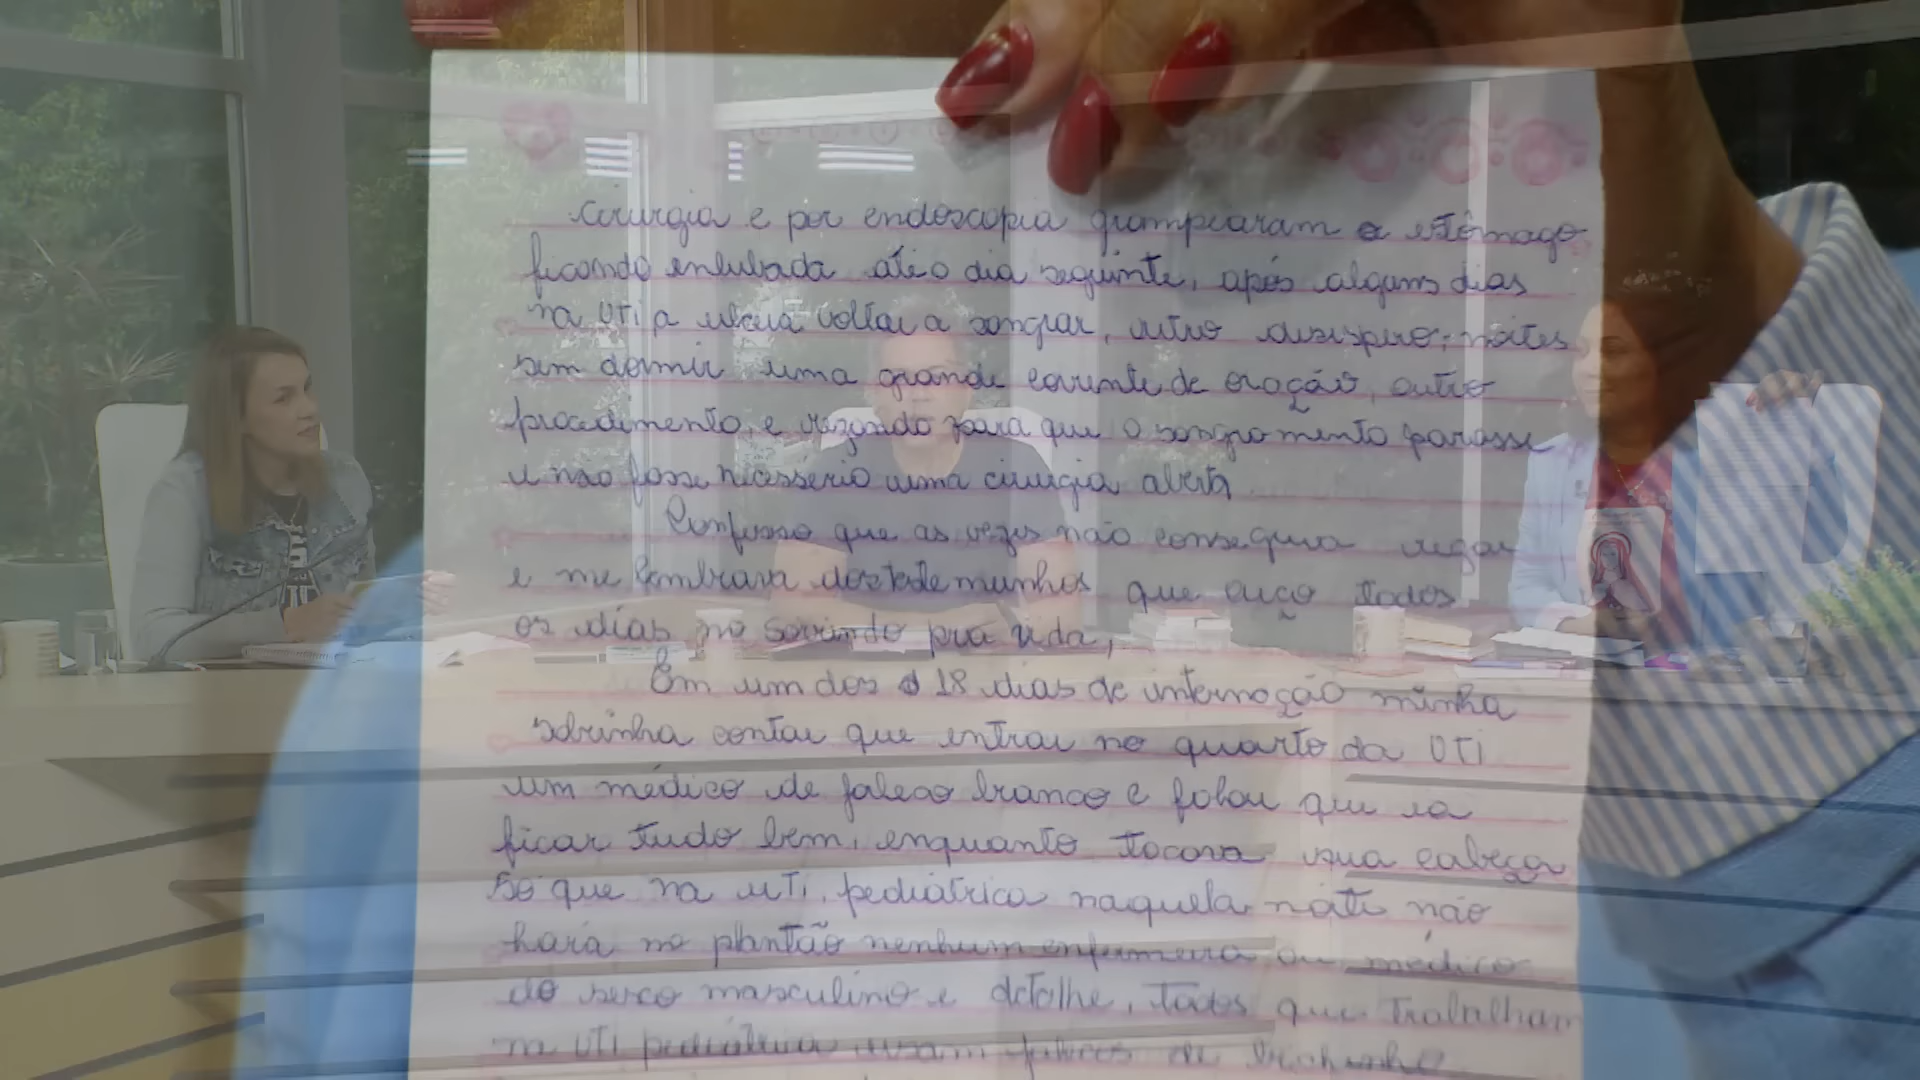 cirurgia e por endoscopia grampearam o estômago
ficando entubada até o dia seguinte, após alguns dias
na UTI a ulcera voltou a sangrar, outro desespero, noites
sem dormir uma grande corrente de oração, outro
procedimento e rezando para que o sangramento parasse
e não fosse necesserio uma cirurgia aberta
Confesso que as vezes não conseguia rezar
e me lembrava dos testemunhos que ouço todos
os dias no sorrindo pra vida,
Em um dos 18 dias de internação minha
sobrinha contou que entrou no quarto da UTI
um médico de jaleco branco e falou que ia
ficar tudo bem, enquanto tocava sua cabeça
só que na UTI pediátrica naquela noite não
havia no plantão nenhum enfermeiro ou médico
do sexo masculino e detalhe, todos que trabalham
na UTI pediátrica usam jalecos de